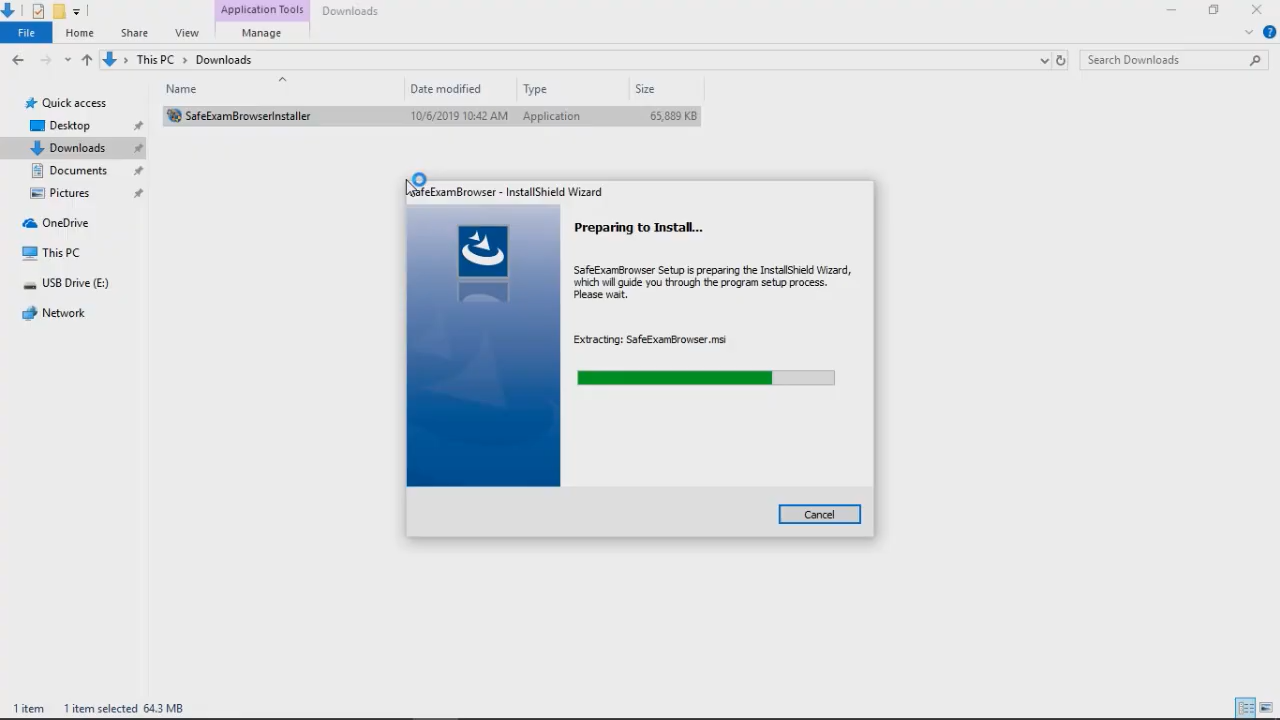 Application Tools Downloads
File Home Share View Manage
This PC Downloads Search Downloads
Name Date modified Type Size
Quick access
SafeExamBrowserInstaller 10/6/2019 10:42 AM Application 65,889 KB
Desktop
Downloads
Documents
Pictures
OneDrive
This PC
USB Drive (E:)
Network
SafeExamBrowser - InstallShield Wizard
Preparing to Install...
SafeExamBrowser Setup is preparing the InstallShield Wizard,
which will guide you through the program setup process.
Please wait.
Extracting: SafeExamBrowser.msi
Cancel
1 item 1 item selected 64.3 MB